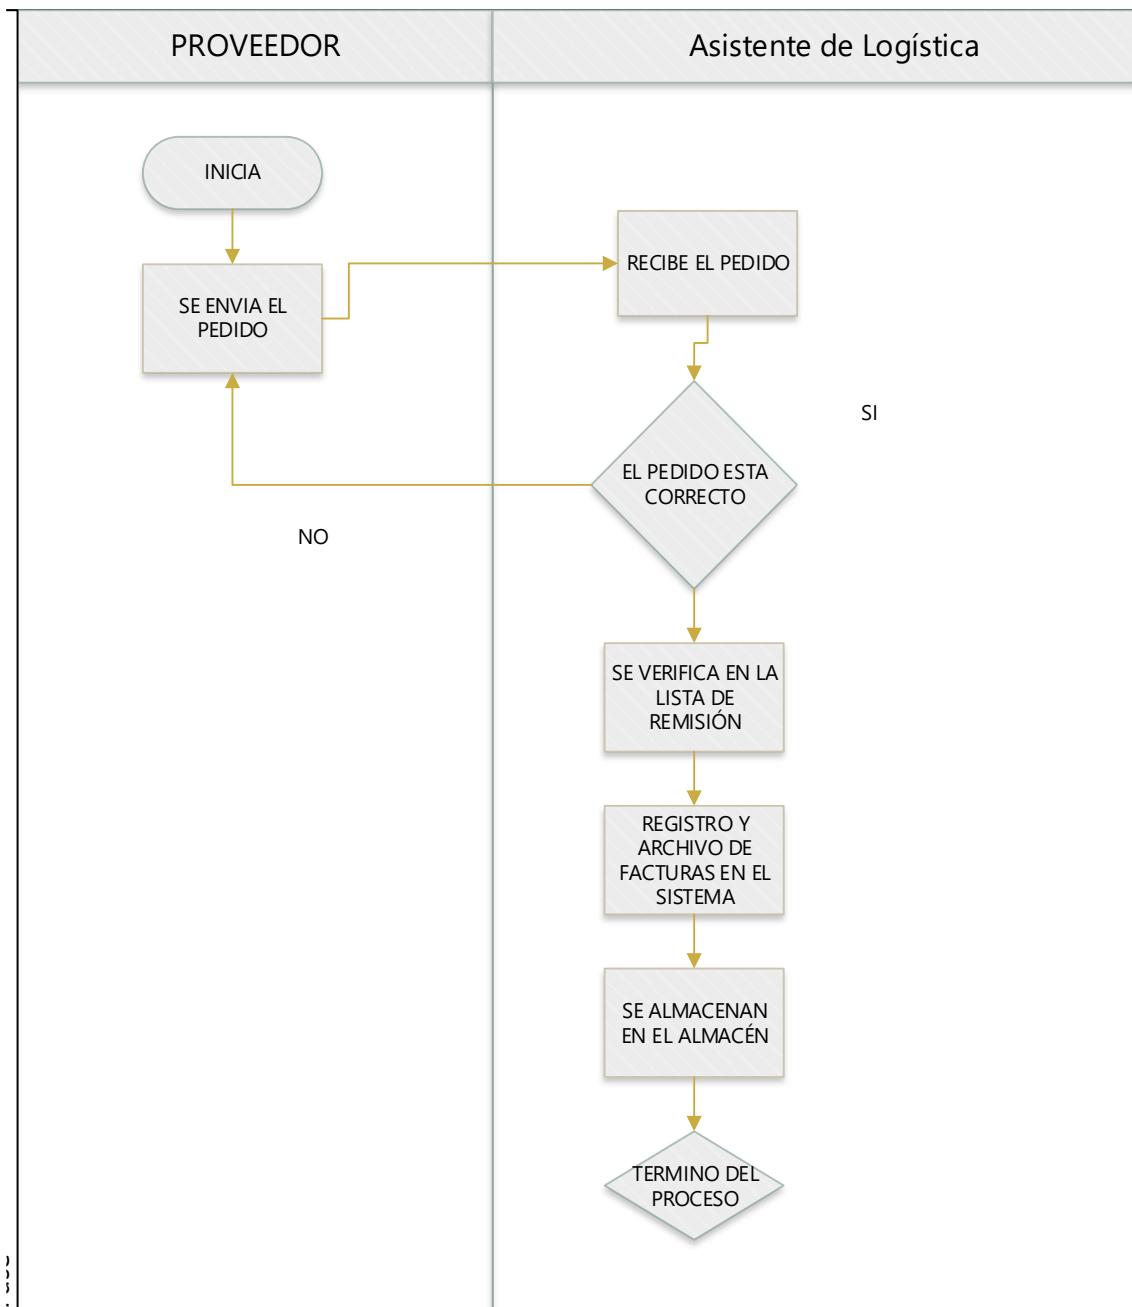 PROVEEDOR
Asistente de Logística
INICIA
SE ENVIA EL
PEDIDO
RECIBE EL PEDIDO
SI
EL PEDIDO ESTA
CORRECTO
NO
SE VERIFICA EN LA
LISTA DE
REMISIÓN
REGISTRO Y
ARCHIVO DE
FACTURAS EN EL
SISTEMA
SE ALMACENAN
EN EL ALMACÉN
TERMINO DEL
PROCESO